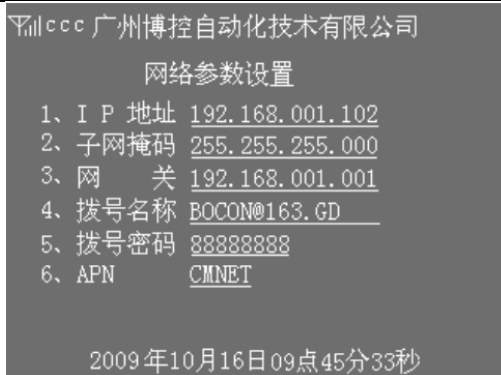 ccc 广州博控自动化技术有限公司
网络参数设置
1、I P 地址 192.168.001.102
2、子网掩码 255.255.255.000
3、网 关 192.168.001.001
4、拨号名称 BOCON@163.GD
5、拨号密码 88888888
6、APN CMNET
2009年10月16日09点45分33秒